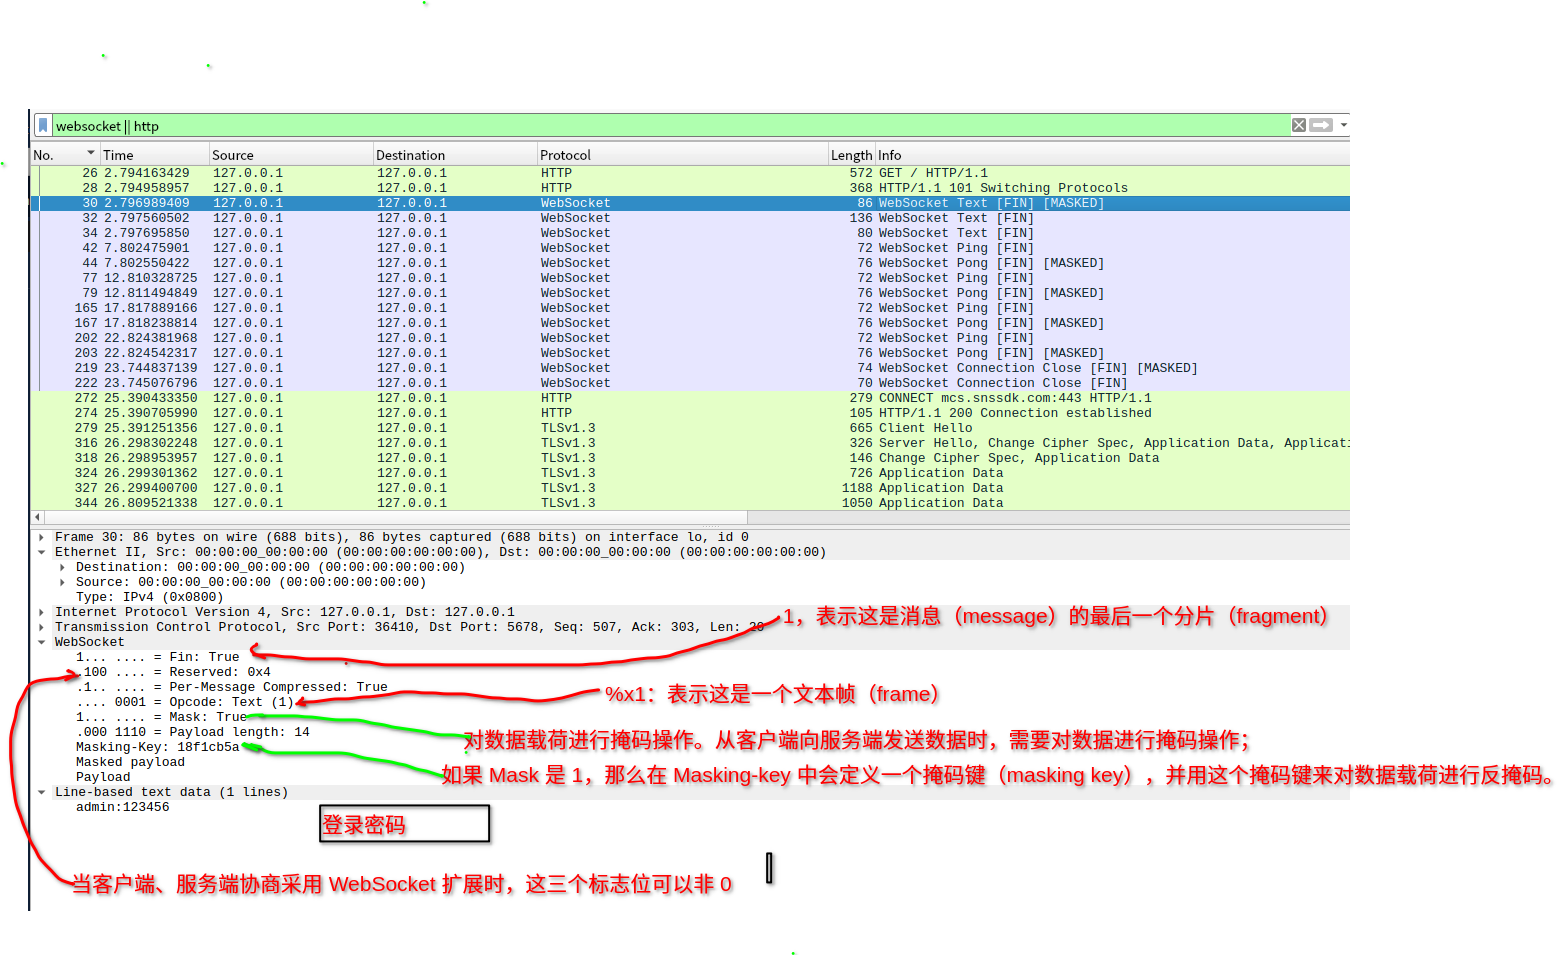 websocket || http
No. Time Source Destination Protocol Length Info
26 2.794163429 127.0.0.1 127.0.0.1 HTTP 572 GET / HTTP/1.1
28 2.794958957 127.0.0.1 127.0.0.1 HTTP 368 HTTP/1.1 101 Switching Protocols
30 2.796989409 127.0.0.1 127.0.0.1 WebSocket 86 WebSocket Text [FIN] [MASKED]
32 2.797560502 127.0.0.1 127.0.0.1 WebSocket 136 WebSocket Text [FIN]
34 2.797695850 127.0.0.1 127.0.0.1 WebSocket 80 WebSocket Text [FIN]
42 7.802475901 127.0.0.1 127.0.0.1 WebSocket 72 WebSocket Ping [FIN]
44 7.802550422 127.0.0.1 127.0.0.1 WebSocket 76 WebSocket Pong [FIN] [MASKED]
77 12.810328725 127.0.0.1 127.0.0.1 WebSocket 72 WebSocket Ping [FIN]
79 12.811494849 127.0.0.1 127.0.0.1 WebSocket 76 WebSocket Pong [FIN] [MASKED]
165 17.817889166 127.0.0.1 127.0.0.1 WebSocket 72 WebSocket Ping [FIN]
167 17.818238814 127.0.0.1 127.0.0.1 WebSocket 76 WebSocket Pong [FIN] [MASKED]
202 22.824381968 127.0.0.1 127.0.0.1 WebSocket 72 WebSocket Ping [FIN]
203 22.824542317 127.0.0.1 127.0.0.1 WebSocket 76 WebSocket Pong [FIN] [MASKED]
219 23.744837139 127.0.0.1 127.0.0.1 WebSocket 74 WebSocket Connection Close [FIN] [MASKED]
222 23.745076796 127.0.0.1 127.0.0.1 WebSocket 70 WebSocket Connection Close [FIN]
272 25.390433350 127.0.0.1 127.0.0.1 HTTP 279 CONNECT mcs.snssdk.com:443 HTTP/1.1
274 25.390705990 127.0.0.1 127.0.0.1 HTTP 105 HTTP/1.1 200 Connection established
279 25.391251356 127.0.0.1 127.0.0.1 TLSv1.3 665 Client Hello
316 26.298302248 127.0.0.1 127.0.0.1 TLSv1.3 326 Server Hello, Change Cipher Spec, Application Data, Applicati
318 26.298953957 127.0.0.1 127.0.0.1 TLSv1.3 146 Change Cipher Spec, Application Data
324 26.299301362 127.0.0.1 127.0.0.1 TLSv1.3 726 Application Data
327 26.299400700 127.0.0.1 127.0.0.1 TLSv1.3 1188 Application Data
344 26.809521338 127.0.0.1 127.0.0.1 TLSv1.3 1050 Application Data
Frame 30: 86 bytes on wire (688 bits), 86 bytes captured (688 bits) on interface lo, id 0
Ethernet II, Src: 00:00:00_00:00:00 (00:00:00:00:00:00), Dst: 00:00:00_00:00:00 (00:00:00:00:00:00)
Destination: 00:00:00_00:00:00 (00:00:00:00:00:00)
Source: 00:00:00_00:00:00 (00:00:00:00:00:00)
Type: IPv4 (0x0800)
Internet Protocol Version 4, Src: 127.0.0.1, Dst: 127.0.0.1
1，表示这是消息（message）的最后一个分片（fragment）
Transmission Control Protocol, Src Port: 36410, Dst Port: 5678, Seq: 507, Ack: 303, Len: 20
WebSocket
1... .... = Fin: True
.100 .... = Reserved: 0x4
.1.. .... = Per-Message Compressed: True
%x1：表示这是一个文本帧（frame）
.... 0001 = Opcode: Text (1)
1... .... = Mask: True
.000 1110 = Payload length: 14
对数据载荷进行掩码操作。从客户端向服务端发送数据时，需要对数据进行掩码操作；
Masking-Key: 18f1cb5a
Masked payload
如果 Mask 是 1，那么在 Masking-key 中会定义一个掩码键（masking key），并用这个掩码键来对数据载荷进行反掩码。
Payload
Line-based text data (1 lines)
admin:123456
登录密码
当客户端、服务端协商采用 WebSocket 扩展时，这三个标志位可以非 0